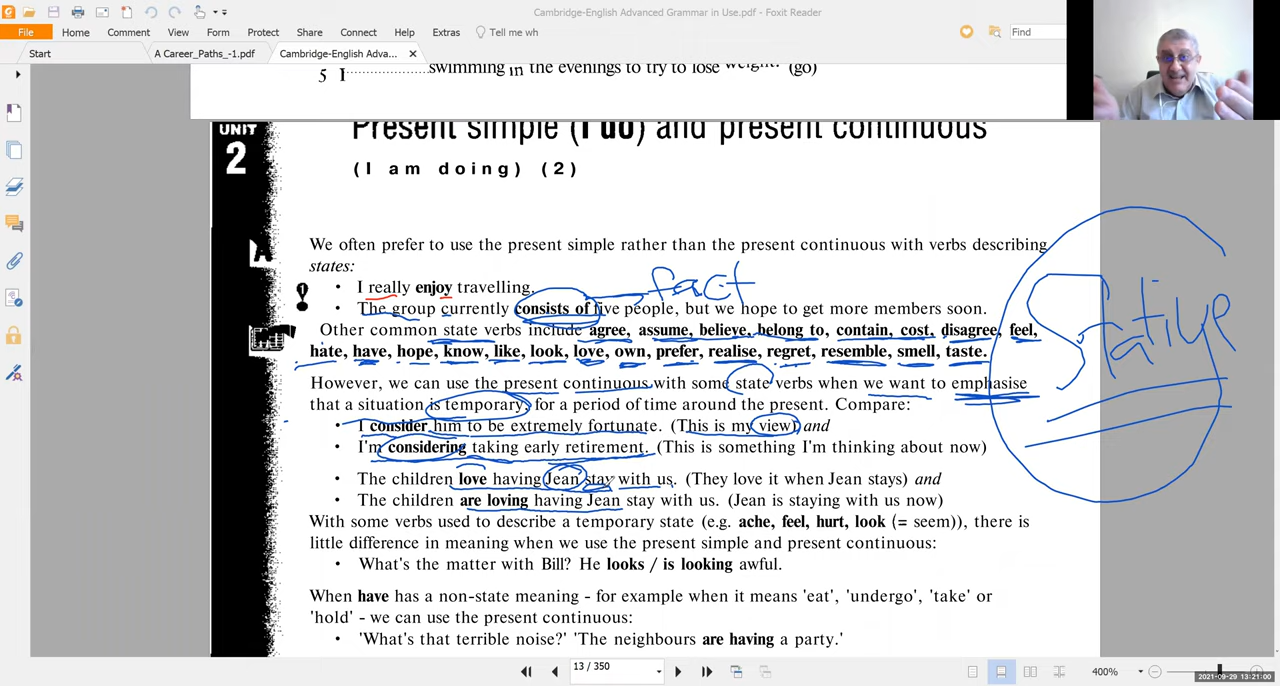 Cambridge-English Advanced Grammar in Use.pdf - Foxit Reader
File Home Comment View Form Protect Share Connect Help Extras Tell me wh Find
Start A Career_Paths_-1.pdf Cambridge-English Adva...
5 I.....................swimming in the evenings to try to lose weight. (go)
UNIT
2
Present simple (I do) and present continuous
(I am doing) (2)
A
We often prefer to use the present simple rather than the present continuous with verbs describing
states:
• I really enjoy travelling.
fact
• The group currently consists of five people, but we hope to get more members soon.
Other common state verbs include agree, assume, believe, belong to, contain, cost, disagree, feel,
hate, have, hope, know, like, look, love, own, prefer, realise, regret, resemble, smell, taste.
Stative
However, we can use the present continuous with some state verbs when we want to emphasise
that a situation is temporary, for a period of time around the present. Compare:
• I consider him to be extremely fortunate. (This is my view) and
• I'm considering taking early retirement. (This is something I'm thinking about now)
The children love having Jean stay with us. (They love it when Jean stays) and
• The children are loving having Jean stay with us. (Jean is staying with us now)
With some verbs used to describe a temporary state (e.g. ache, feel, hurt, look (= seem)), there is
little difference in meaning when we use the present simple and present continuous:
• What's the matter with Bill? He looks / is looking awful.
When have has a non-state meaning - for example when it means 'eat', 'undergo', 'take' or
'hold' - we can use the present continuous:
• 'What's that terrible noise?' 'The neighbours are having a party.'
13 / 350
400%
2021-09-29 13:21:00